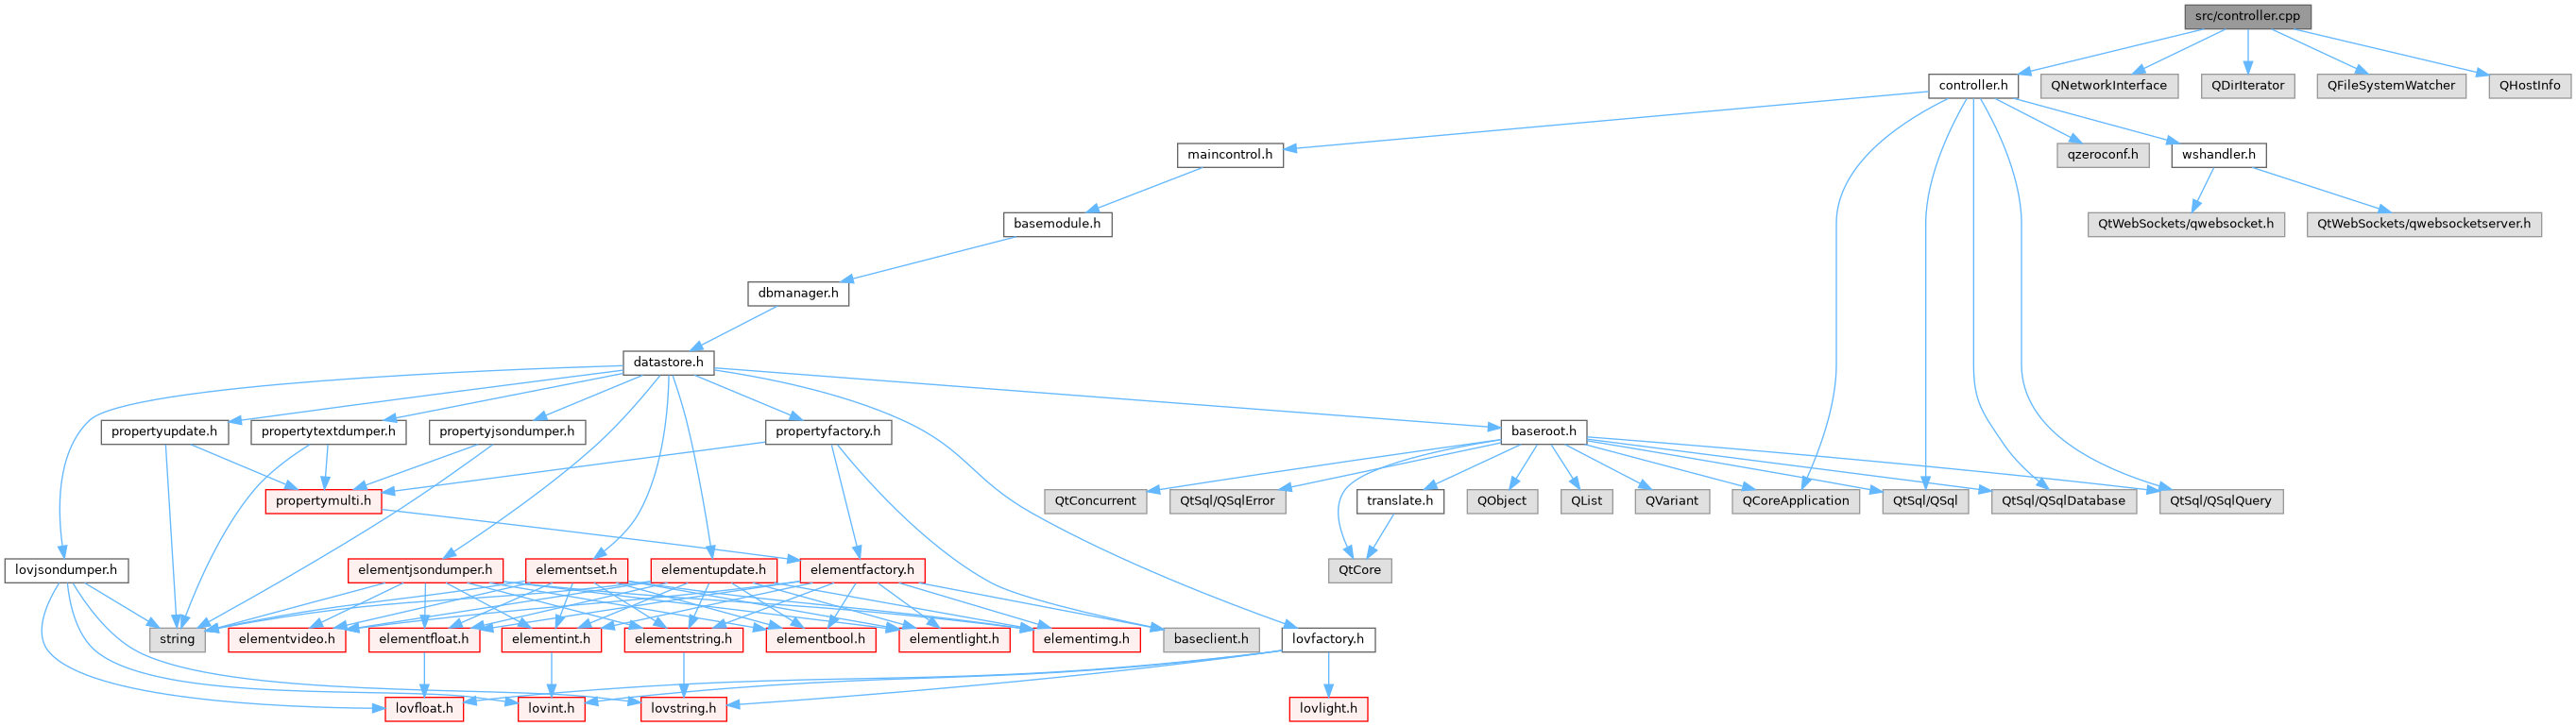 src/controller.cpp
controller.h
QNetworkInterface
QDirIterator
QFileSystemWatcher
QHostInfo
maincontrol.h
qzeroconf.h
wshandler.h
basemodule.h
QtWebSockets/qwebsocket.h
QtWebSockets/qwebsocketserver.h
dbmanager.h
datastore.h
propertyupdate.h
propertytextdumper.h
propertyjsondumper.h
propertyfactory.h
baseroot.h
propertymulti.h
QtConcurrent
QtSql/QSqlError
translate.h
QObject
QList
QVariant
QCoreApplication
QtSql/QSql
QtSql/QSqlDatabase
QtSql/QSqlQuery
lovjsondumper.h
elementjsondumper.h
elementset.h
elementupdate.h
elementfactory.h
QtCore
string
elementvideo.h
elementfloat.h
elementint.h
elementstring.h
elementbool.h
elementlight.h
elementimg.h
baseclient.h
lovfactory.h
lovfloat.h
lovint.h
lovstring.h
lovlight.h